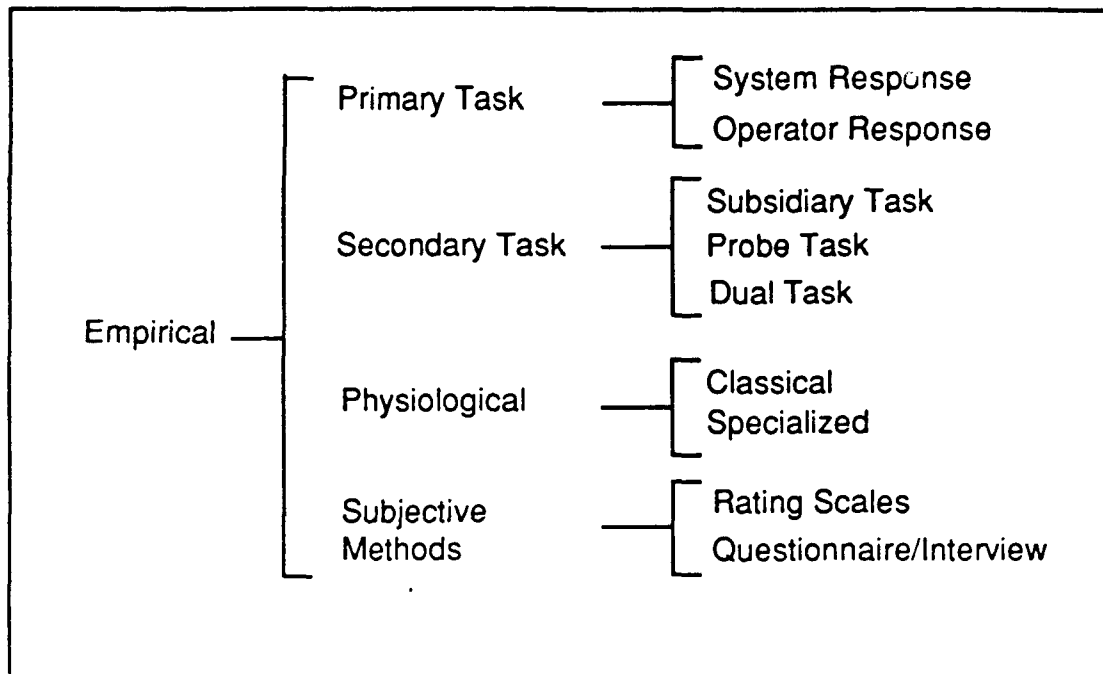 Primary Task
System Response
Operator Response
Secondary Task
Subsidiary Task
Probe Task
Dual Task
Empirical
Physiological
Classical
Specialized
Subjective
Methods
Rating Scales
Questionnaire/Interview